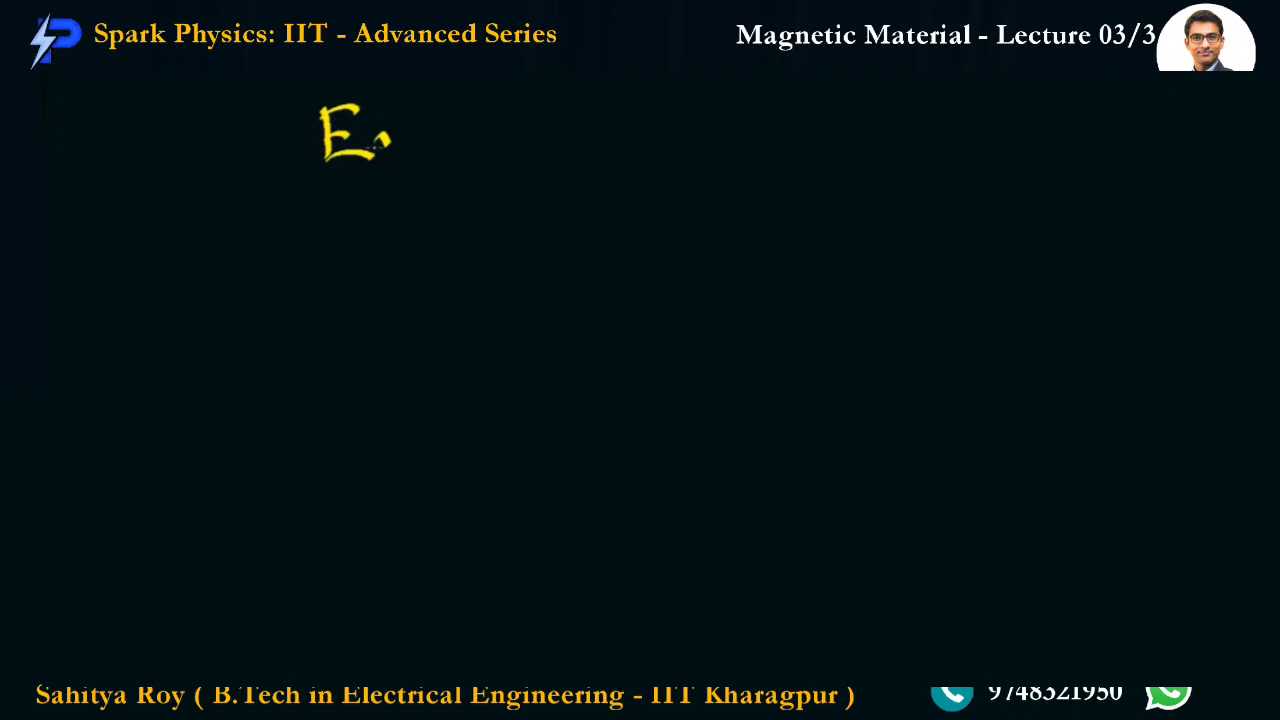 Spark Physics: IIT - Advanced Series
Magnetic Material - Lecture 03/3
E
Sahitya Roy ( B.Tech in Electrical Engineering - IIT Kharagpur )
9748321950